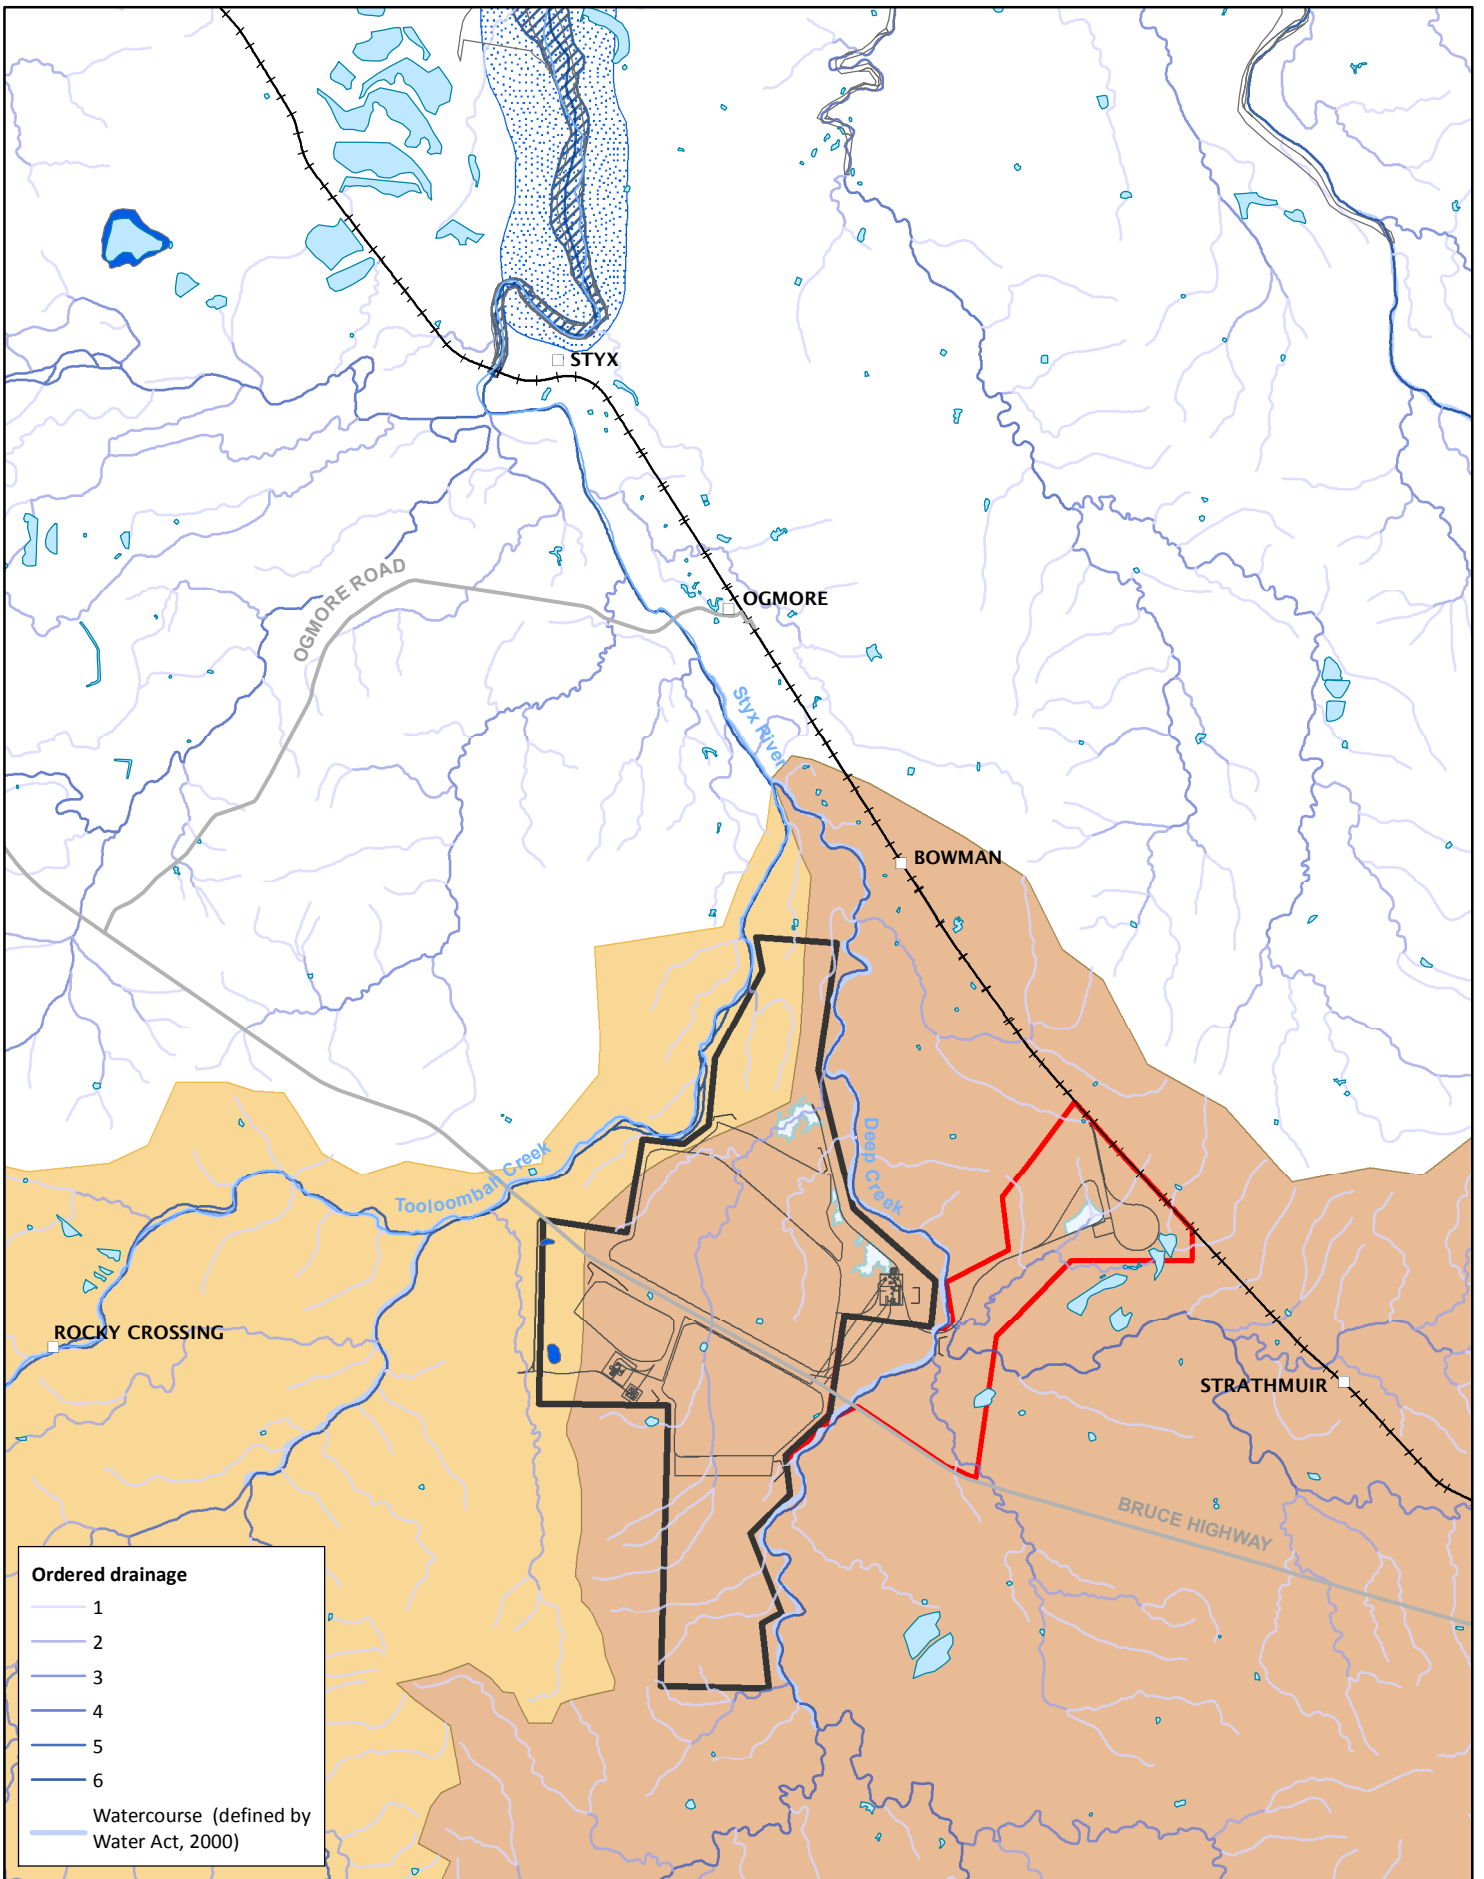 STYX
OGMORE ROAD
OGMORE
Styx River
BOWMAN
Deep Creek
Tooloombah Creek
ROCKY CROSSING
STRATHMUIR
BRUCE HIGHWAY
Ordered drainage
1
2
3
4
5
6
Watercourse (defined by
Water Act, 2000)